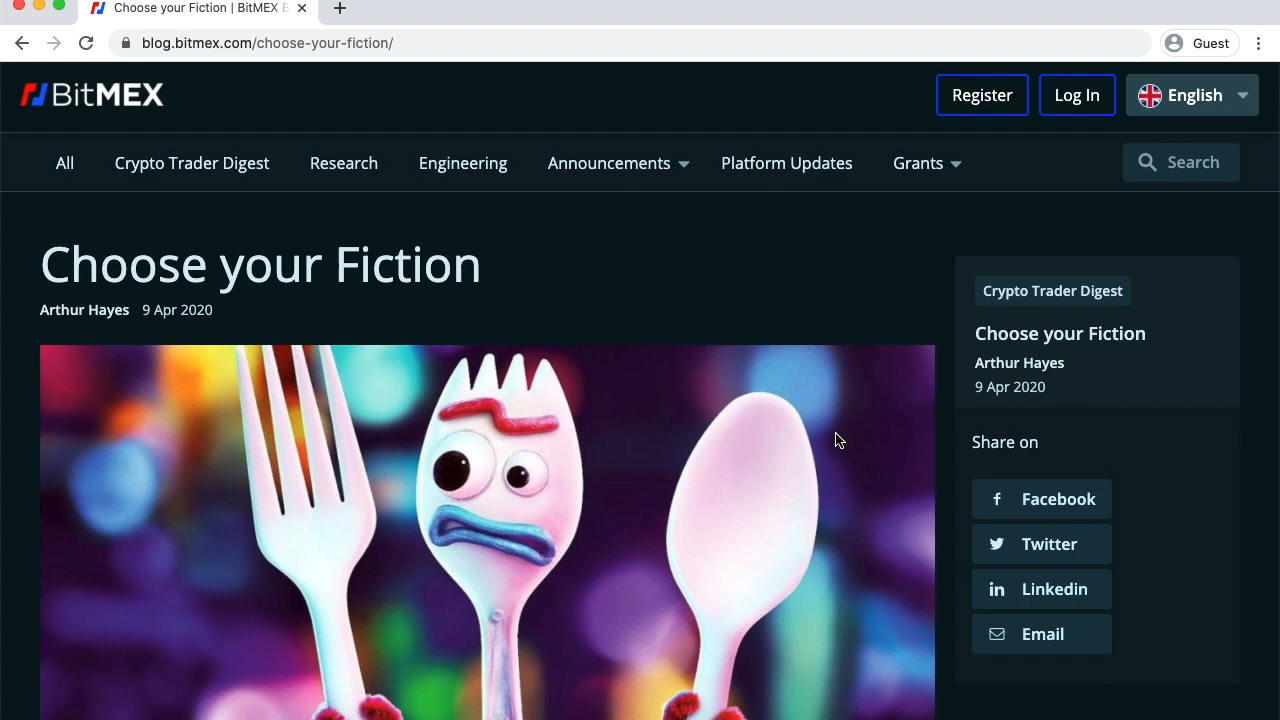 Choose your Fiction | BitMEX B
blog.bitmex.com/choose-your-fiction/
Guest
BitMEX
Register
Log In
English
All
Crypto Trader Digest
Research
Engineering
Announcements
Platform Updates
Grants
Search
Choose your Fiction
Arthur Hayes 9 Apr 2020
Crypto Trader Digest
Choose your Fiction
Arthur Hayes
9 Apr 2020
Share on
Facebook
Twitter
Linkedin
Email